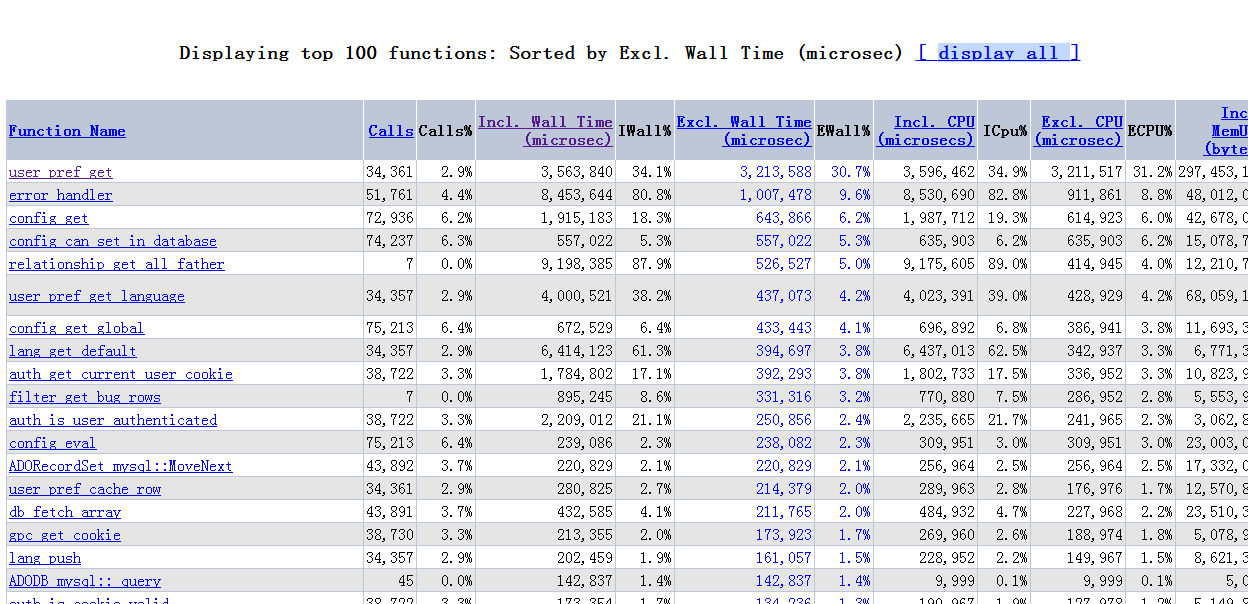 Displaying top 100 functions: Sorted by Excl. Wall Time (microsec) [ display all ]
Function Name Calls Calls% Incl. Wall Time (microsec) IWall% Excl. Wall Time (microsec) EWall% Incl. CPU (microsecs) ICpu% Excl. CPU (microsec) ECPU% Inc MemU (byte
user_pref_get 34,361 2.9% 3,563,840 34.1% 3,213,588 30.7% 3,596,462 34.9% 3,211,517 31.2% 297,453,1
error_handler 51,761 4.4% 8,453,644 80.8% 1,007,478 9.6% 8,530,690 82.8% 911,861 8.8% 48,012,
config_get 72,936 6.2% 1,915,183 18.3% 643,866 6.2% 1,987,712 19.3% 614,923 6.0% 42,678,
config_can_set_in_database 74,237 6.3% 557,022 5.3% 557,022 5.3% 635,903 6.2% 635,903 6.2% 15,078,7
relationship_get_all_father 7 0.0% 9,198,385 87.9% 526,527 5.0% 9,175,605 89.0% 414,945 4.0% 12,210,7
user_pref_get_language 34,357 2.9% 4,000,521 38.2% 437,073 4.2% 4,023,391 39.0% 428,929 4.2% 68,059,1
config_get_global 75,213 6.4% 672,529 6.4% 433,443 4.1% 696,892 6.8% 386,941 3.8% 11,693,3
lang_get_default 34,357 2.9% 6,414,123 61.3% 394,697 3.8% 6,437,013 62.5% 342,937 3.3% 6,771,3
auth_get_current_user_cookie 38,722 3.3% 1,784,802 17.1% 392,293 3.8% 1,802,733 17.5% 336,952 3.3% 10,823,9
filter_get_bug_rows 7 0.0% 895,245 8.6% 331,316 3.2% 770,880 7.5% 286,952 2.8% 5,553,9
auth_is_user_authenticated 38,722 3.3% 2,209,012 21.1% 250,856 2.4% 2,235,665 21.7% 241,965 2.3% 3,062,8
config_eval 75,213 6.4% 239,086 2.3% 238,082 2.3% 309,951 3.0% 309,951 3.0% 23,003,
ADORecordSet_mysql::MoveNext 43,892 3.7% 220,829 2.1% 220,829 2.1% 256,964 2.5% 256,964 2.5% 17,332,
user_pref_cache_row 34,361 2.9% 280,825 2.7% 214,379 2.0% 289,963 2.8% 176,976 1.7% 12,570,8
db_fetch_array 43,891 3.7% 432,585 4.1% 211,765 2.0% 484,932 4.7% 227,968 2.2% 23,510,3
gpc_get_cookie 38,730 3.3% 213,355 2.0% 173,923 1.7% 269,960 2.6% 188,974 1.8% 5,078,9
lang_push 34,357 2.9% 202,459 1.9% 161,057 1.5% 228,952 2.2% 149,967 1.5% 8,621,3
ADODB_mysql::_query 45 0.0% 142,837 1.4% 142,837 1.4% 9,999 0.1% 9,999 0.1% 5,
auth_is_cookie_valid 38,722 3.3% 173,354 1.7% 134,236 1.3% 190,967 1.9% 127,978 1.2% 5,149,8